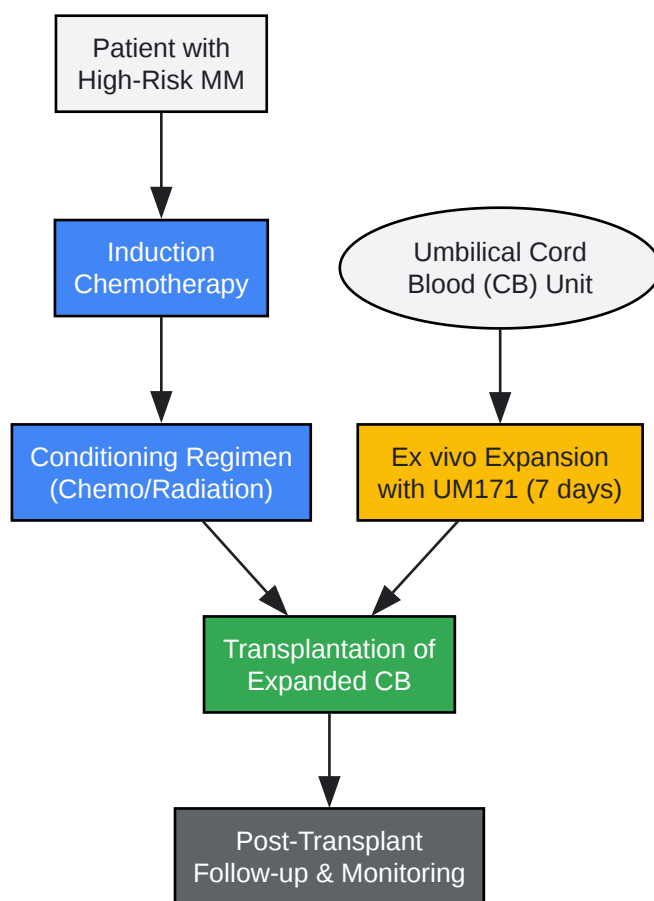 Patient with
High-Risk MM
Induction
Chemotherapy
Umbilical Cord
Blood (CB) Unit
Conditioning Regimen
(Chemo/Radiation)
Ex vivo Expansion
with UM171 (7 days)
Transplantation of
Expanded CB
Post-Transplant
Follow-up & Monitoring